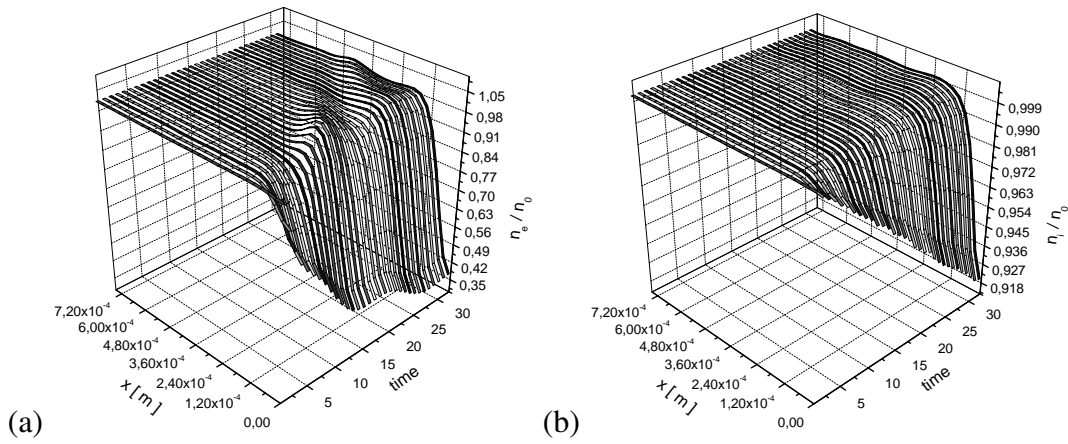 1,05
0,98
0,91
0,84
0,77
0,70
0,63
0,56
0,49
0,42
0,35
nₑ / n₀
7,20x10⁻⁴
6,00x10⁻⁴
4,80x10⁻⁴
3,60x10⁻⁴
2,40x10⁻⁴
1,20x10⁻⁴
0,00
x [ m ]
5
10
15
20
25
30
time
(a)
0,999
0,990
0,981
0,972
0,963
0,954
0,945
0,936
0,927
0,918
nᵢ / n₀
7,20x10⁻⁴
6,00x10⁻⁴
4,80x10⁻⁴
3,60x10⁻⁴
2,40x10⁻⁴
1,20x10⁻⁴
0,00
x [ m ]
5
10
15
20
25
30
time
(b)